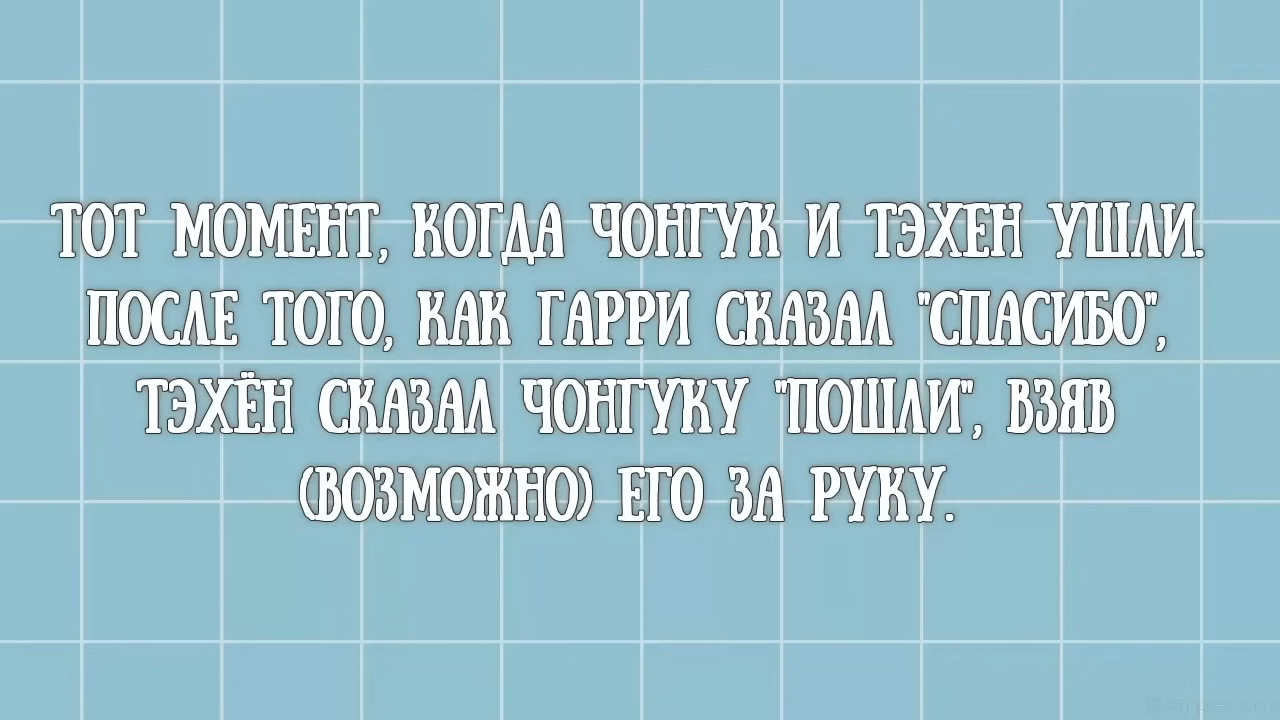 ТОТ МОМЕНТ, КОГДА ЧОНГУК И ТЭХЕН УШЛИ.
ПОСЛЕ ТОГО, КАК ГАРРИ СКАЗАЛ "СПАСИБО",
ТЭХЁН СКАЗАЛ ЧОНГУКУ "ПОШЛИ", ВЗЯВ
(ВОЗМОЖНО) ЕГО ЗА РУКУ.